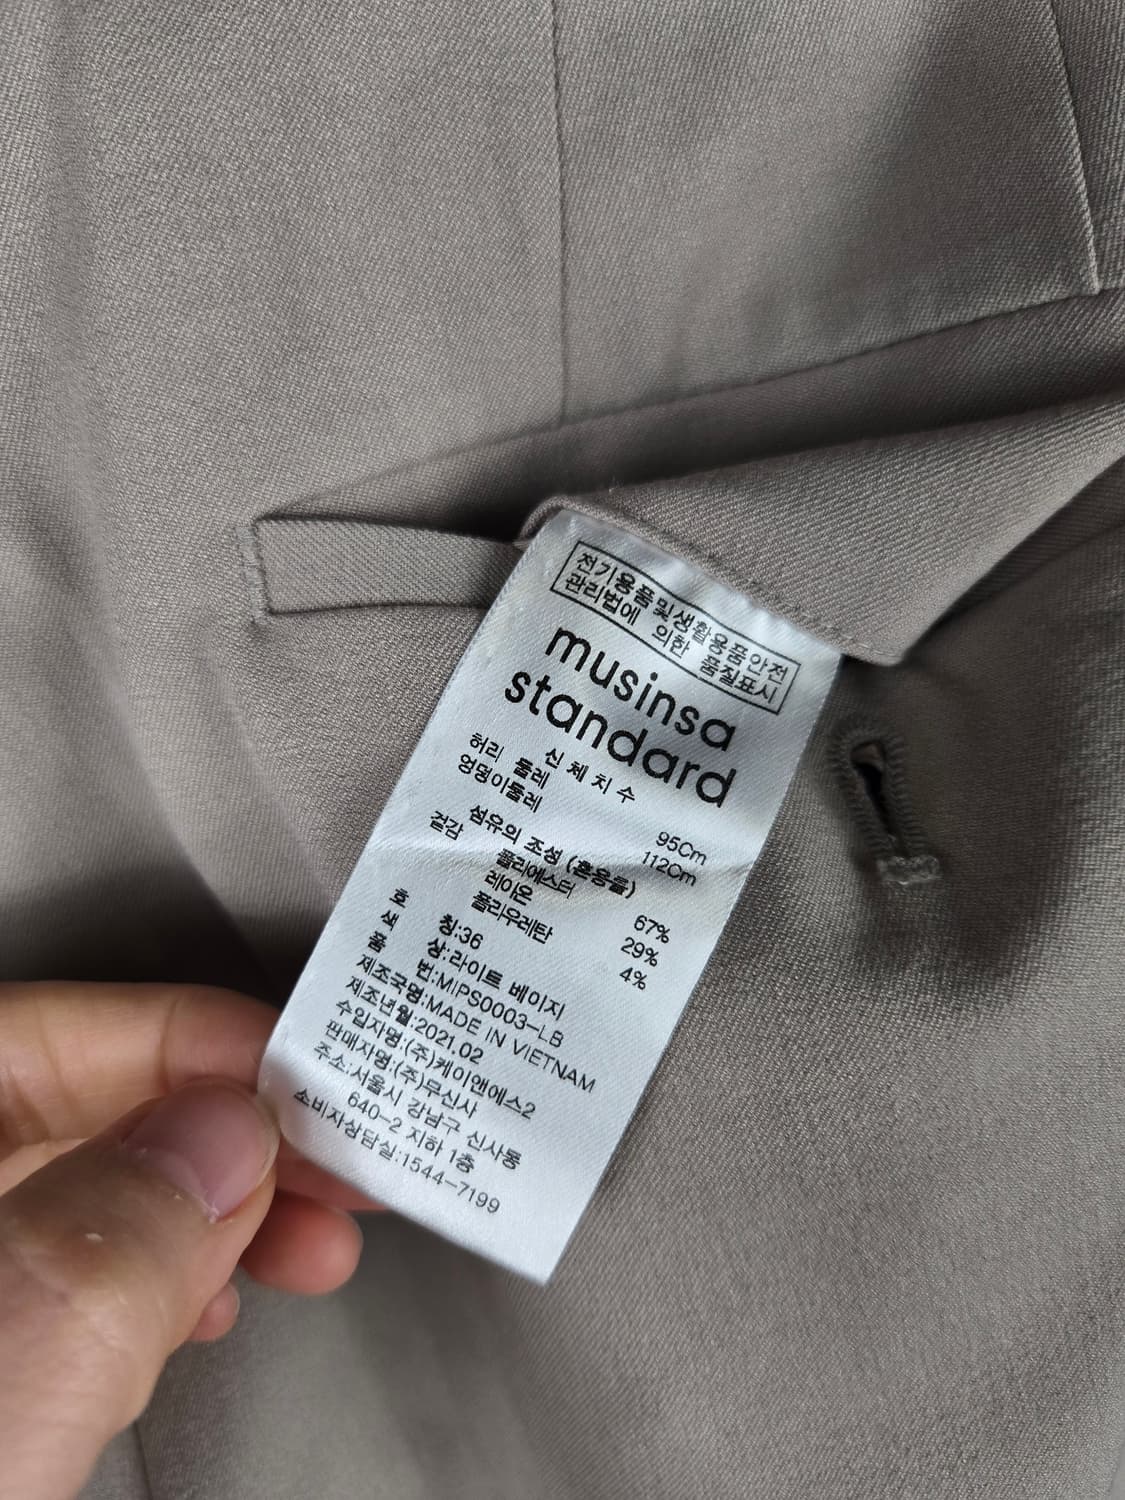 전기용품및생활용품안전
관리법에 의한 품질표시
musinsa
standard
신 체 치 수
허리 둘레 95Cm
엉덩이둘레 112Cm
섬유의 조성 (혼용률)
겉감 폴리에스터 67%
레이온 29%
폴리우레탄 4%
호 칭:36
색 상:라이트 베이지
품 번:MIPS0003-LB
제조국명:MADE IN VIETNAM
제조년월:2021.02
수입자명:(주)케이앤에스2
판매자명:(주)무신사
주소:서울시 강남구 신사동
640-2 지하 1층
소비자상담실:1544-7199